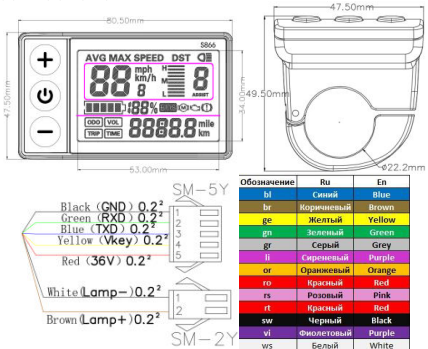 80.50mm
47.50mm
S866
AVG MAX SPEED DST
88 mph km/h 8
H
M
L
8
ASSIST
188%
ODO VOL
TRIP TIME
8888.8 mile km
47.50mm
34.00mm
53.00mm
49.50mm
ø22.2mm
SM-5Y
Black (GND) 0.2²
Green (RXD) 0.2²
Blue (TXD) 0.2²
Yellow (Vkey) 0.2²
Red (36V) 0.2²
1
2
3
4
5
White (Lamp-) 0.2²
Brown (Lamp+) 0.2²
1
2
SM-2Y
Обозначение Ru En
bl Синий Blue
br Коричневый Brown
ge Желтый Yellow
gn Зеленый Green
gr Серый Grey
li Сиреневый Purple
or Оранжевый Orange
ro Красный Red
rs Розовый Pink
rt Красный Red
sw Черный Black
vi Фиолетовый Purple
ws Белый White